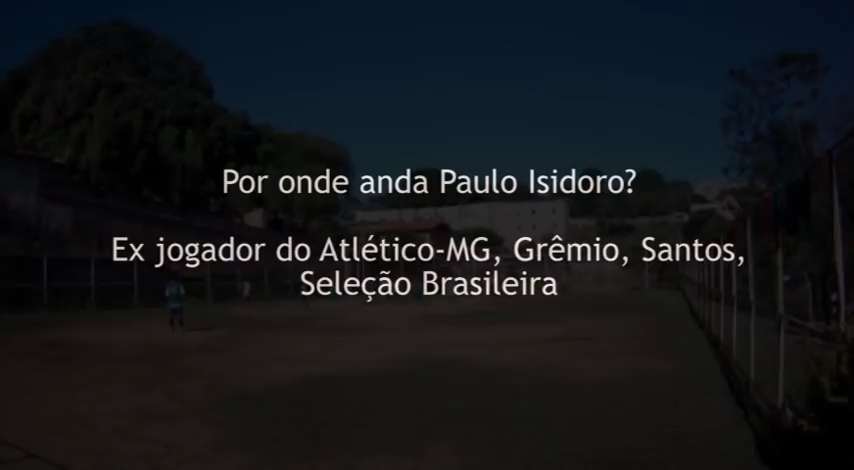 Por onde anda Paulo Isidoro?
Ex jogador do Atlético-MG, Grêmio, Santos,
Seleção Brasileira